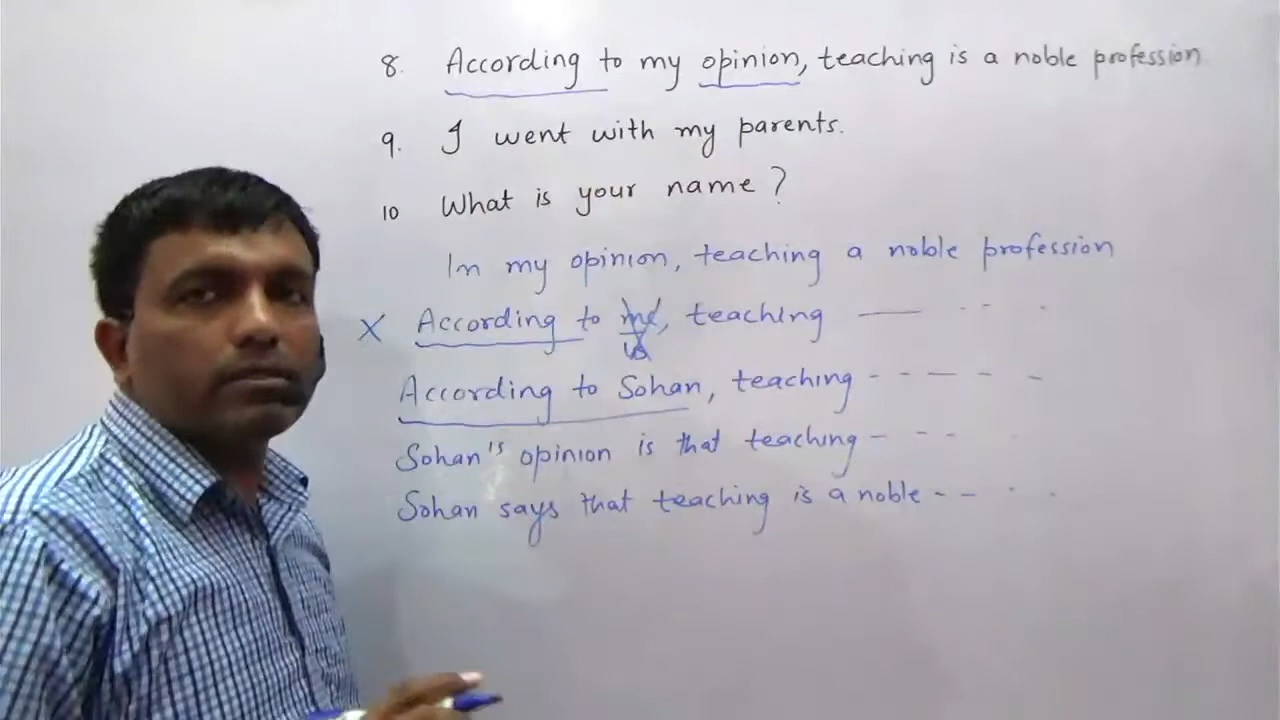 8. According to my opinion, teaching is a noble profession
9. I went with my parents.
10 What is your name?
In my opinion, teaching a noble profession
X According to me, teaching — - - -
us
According to Sohan, teaching - - - - -
Sohan's opinion is that teaching - - - -
Sohan says that teaching is a noble - - - -